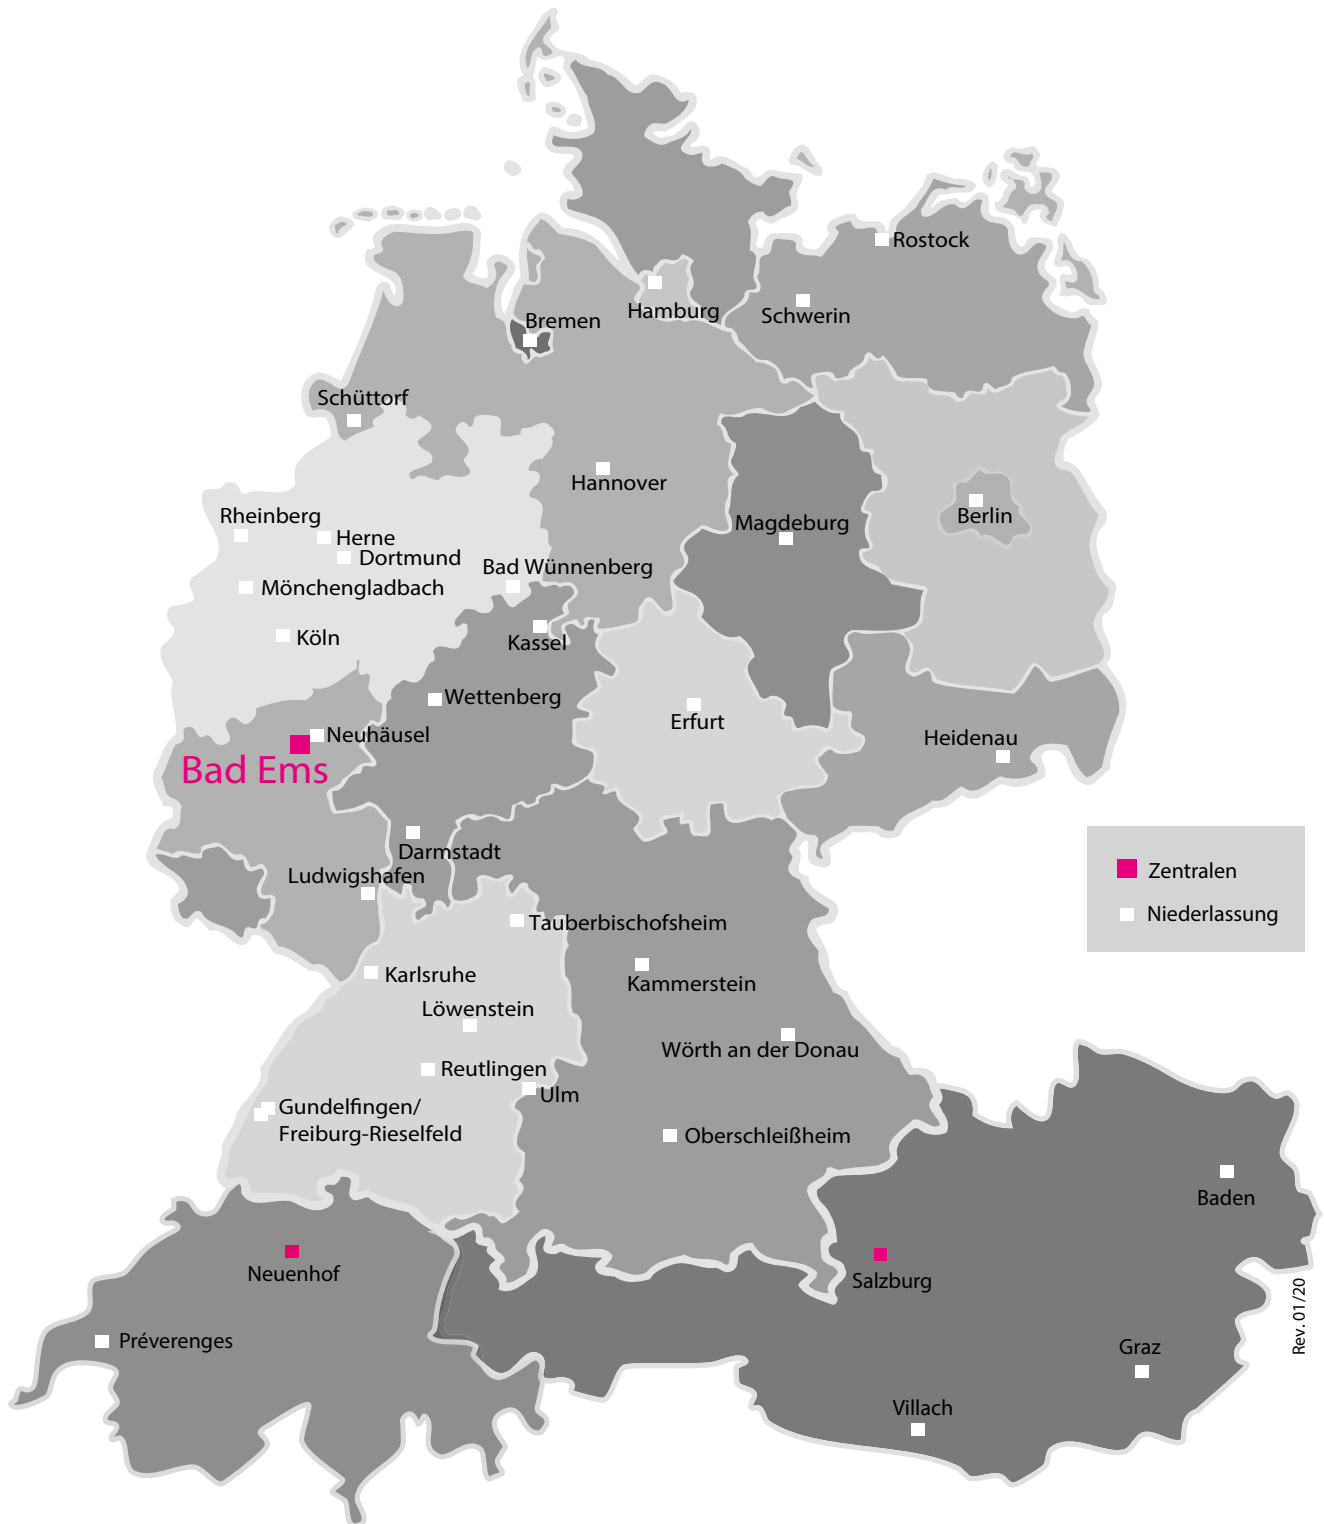 Rostock
Hamburg
Schwerin
Bremen
Schüttorf
Hannover
Rheinberg
Magdeburg
Berlin
Herne
Dortmund
Bad Wünnenberg
Mönchengladbach
Köln
Kassel
Wettenberg
Erfurt
Neuhäusel
Heidenau
Bad Ems
Darmstadt
Ludwigshafen
Zentralen
Niederlassung
Tauberbischofsheim
Karlsruhe
Kammerstein
Löwenstein
Wörth an der Donau
Reutlingen
Ulm
Gundelfingen/
Freiburg-Rieselfeld
Oberschleißheim
Baden
Neuenhof
Salzburg
Rev. 01/20
Préverenges
Graz
Villach